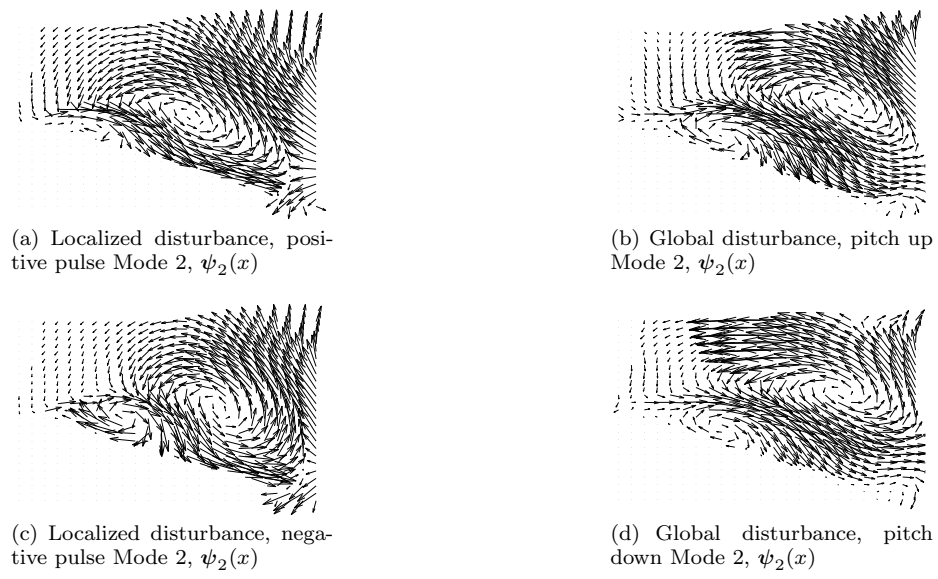 (a) Localized disturbance, posi-
tive pulse Mode 2, ψ₂(x)
(b) Global disturbance, pitch up
Mode 2, ψ₂(x)
(c) Localized disturbance, nega-
tive pulse Mode 2, ψ₂(x)
(d) Global disturbance, pitch
down Mode 2, ψ₂(x)